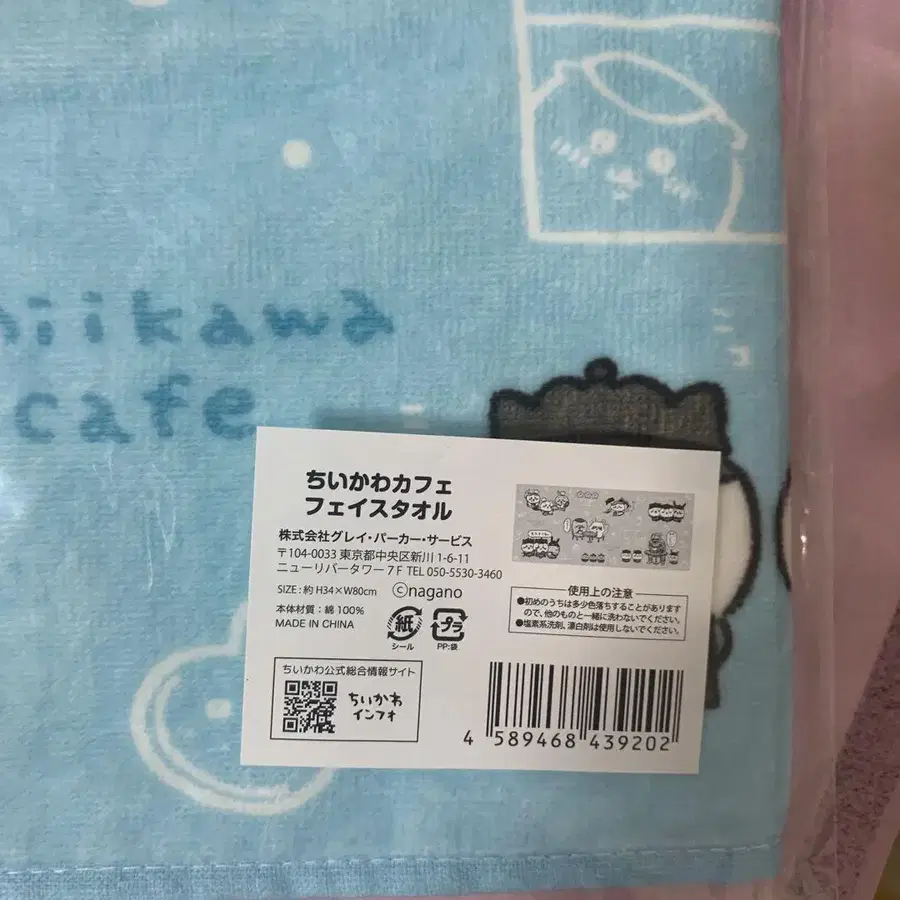 hiikawa
cafe
ちいかわカフェ
フェイスタオル
株式会社グレイ・パーカー・サービス
〒104-0033 東京都中央区新川 1-6-11
ニューリバータワー 7F TEL 050-5530-3460
SIZE : 約 H34×W80cm ©nagano
本体素材 : 綿 100%
MADE IN CHINA
紙
シール
プラ
PP:袋
使用上の注意
●初めのうちは多少色落ちすることがあります
ので、他のものと一緒に洗わないでください。
●塩素系洗剤、漂白剤は使用しないでください。
ちいかわ公式総合情報サイト
ちいかわ
インフォ
4 589468 439202